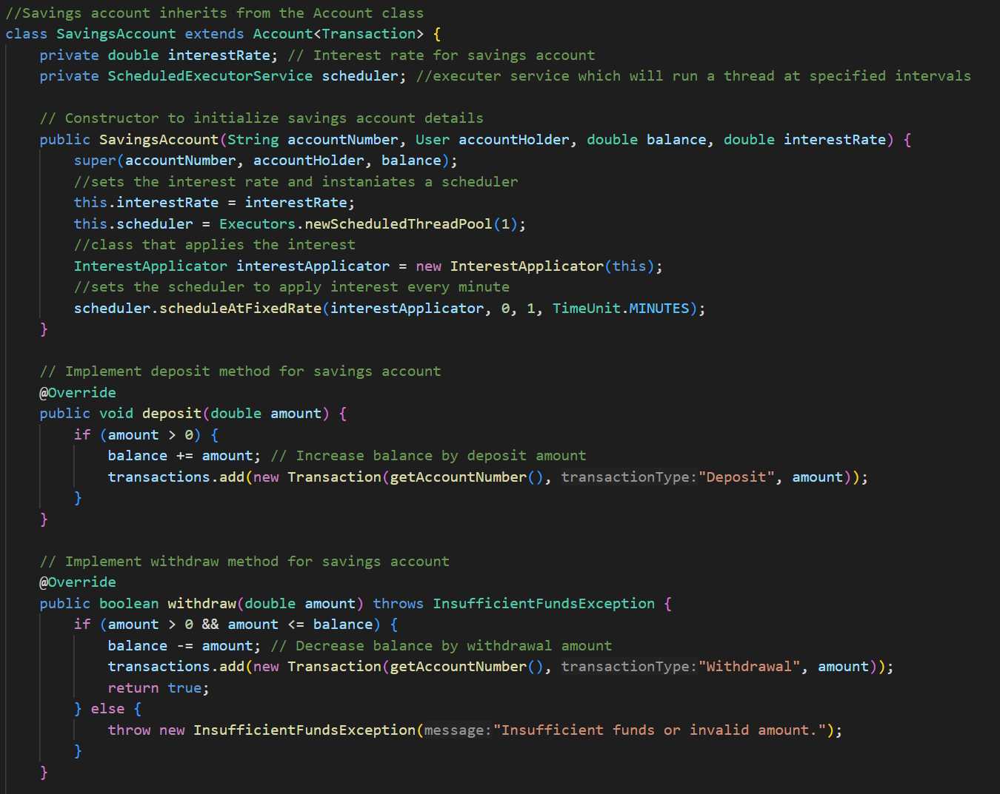 //Savings account inherits from the Account class
class SavingsAccount extends Account<Transaction> {
    private double interestRate; // Interest rate for savings account
    private ScheduledExecutorService scheduler; //executer service which will run a thread at specified intervals

    // Constructor to initialize savings account details
    public SavingsAccount(String accountNumber, User accountHolder, double balance, double interestRate) {
        super(accountNumber, accountHolder, balance);
        //sets the interest rate and instaniates a scheduler
        this.interestRate = interestRate;
        this.scheduler = Executors.newScheduledThreadPool(1);
        //class that applies the interest
        InterestApplicator interestApplicator = new InterestApplicator(this);
        //sets the scheduler to apply interest every minute
        scheduler.scheduleAtFixedRate(interestApplicator, 0, 1, TimeUnit.MINUTES);
    }

    // Implement deposit method for savings account
    @Override
    public void deposit(double amount) {
        if (amount > 0) {
            balance += amount; // Increase balance by deposit amount
            transactions.add(new Transaction(getAccountNumber(), transactionType:"Deposit", amount));
        }
    }

    // Implement withdraw method for savings account
    @Override
    public boolean withdraw(double amount) throws InsufficientFundsException {
        if (amount > 0 && amount <= balance) {
            balance -= amount; // Decrease balance by withdrawal amount
            transactions.add(new Transaction(getAccountNumber(), transactionType:"Withdrawal", amount));
            return true;
        } else {
            throw new InsufficientFundsException(message:"Insufficient funds or invalid amount.");
        }
    }